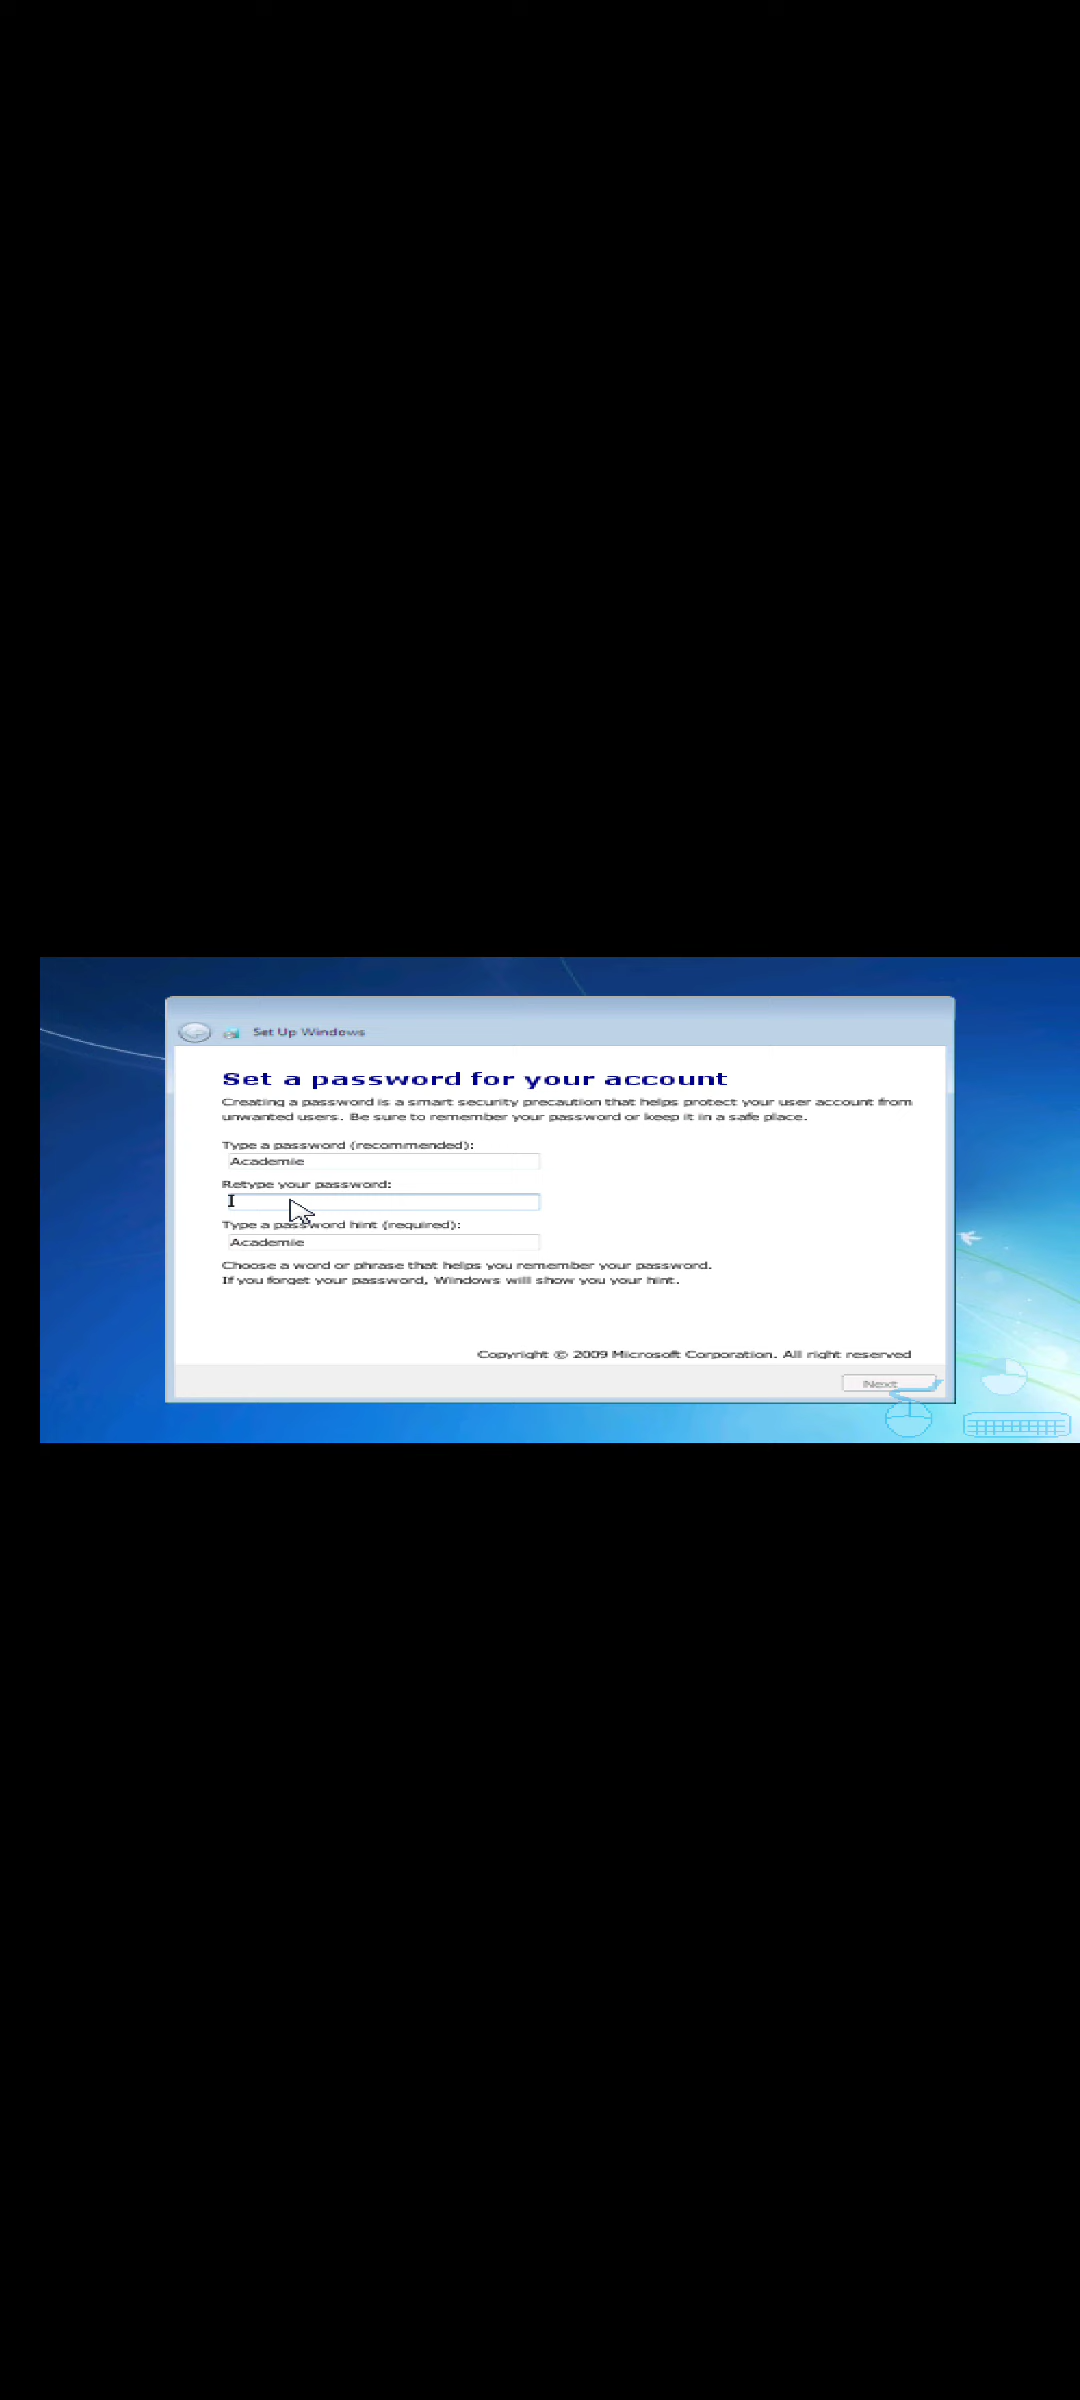 Set Up Windows
Set a password for your account
Creating a password is a smart security precaution that helps protect your user account from
unwanted users. Be sure to remember your password or keep it in a safe place.
Type a password (recommended):
Academie
Retype your password:
Type a password hint (required):
Academie
Choose a word or phrase that helps you remember your password.
If you forget your password, Windows will show you your hint.
Copyright © 2009 Microsoft Corporation. All right reserved
Next